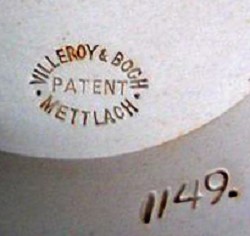 VILLEROY & BOCH
PATENT
· METTLACH ·
1149.